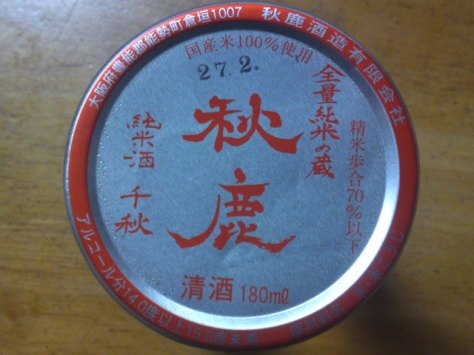 秋鹿酒造有限会社
大阪府豊能郡能勢町倉垣1007
国産米100%使用
27.2.
全量純米の蔵
精米歩合70%以下
秋鹿
純米酒 千秋
清酒 180mℓ
アルコール分14.0度以上15.0度未満